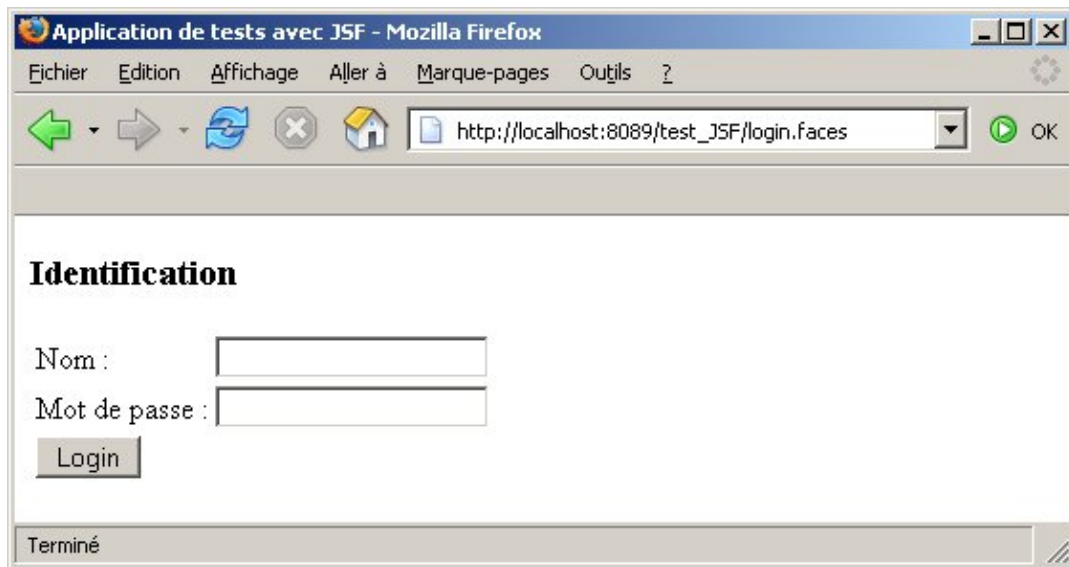 Application de tests avec JSF - Mozilla Firefox
Fichier Edition Affichage Aller à Marque-pages Outils ?
http://localhost:8089/test_JSF/login.faces OK
Identification
Nom :
Mot de passe :
Login
Terminé